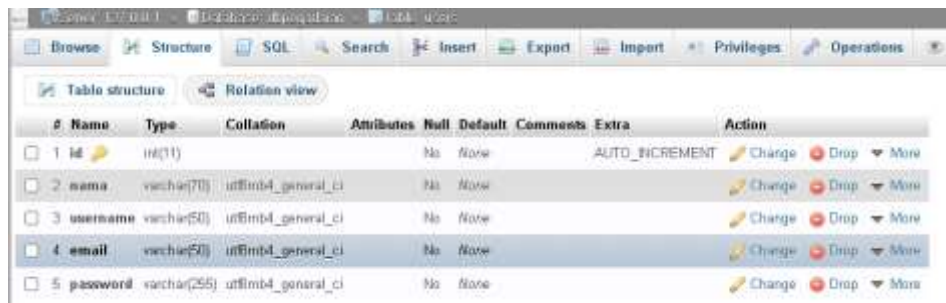 Browse Structure SQL Search Insert Export Import Privileges Operations
Table structure Relation view
# Name Type Collation Attributes Null Default Comments Extra Action
1 id int(11) No None AUTO_INCREMENT Change Drop More
2 nama varchar(70) utf8mb4_general_ci No None Change Drop More
3 username varchar(50) utf8mb4_general_ci No None Change Drop More
4 email varchar(50) utf8mb4_general_ci No None Change Drop More
5 password varchar(255) utf8mb4_general_ci No None Change Drop More